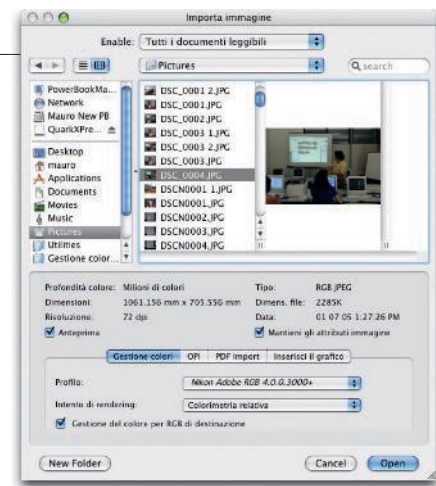 Importa immagine
Enable: Tutti i documenti leggibili
Pictures
search
PowerBookMa...
Network
Mauro New PB
QuarkXPre...
Desktop
mauro
Applications
Documents
Movies
Music
Pictures
Utilities
Gestione color...
DSC_0001 2.JPG
DSC_0001.JPG
DSC_0002.JPG
DSC_0003 1.JPG
DSC_0003 2.JPG
DSC_0003.JPG
DSC_0004.JPG
DSCN0001 1.JPG
DSCN0001.JPG
DSCN0002.JPG
DSCN0003.JPG
DSCN0004.JPG
Profondità colore: Milioni di colori
Tipo: RGB JPEG
Dimensioni: 1061.156 mm x 705.556 mm
Dimens. file: 2285K
Risoluzione: 72 dpi
Data: 01 07 05 1:27:26 PM
Anteprima
Mantieni gli attributi immagine
Gestione colori OPI PDF Import Inserisci il grafico
Profilo: Nikon Adobe RGB 4.0.0.3000+
Intento di rendering: Colorimetria relativa
Gestione del colore per RGB di destinazione
New Folder
Cancel
Open